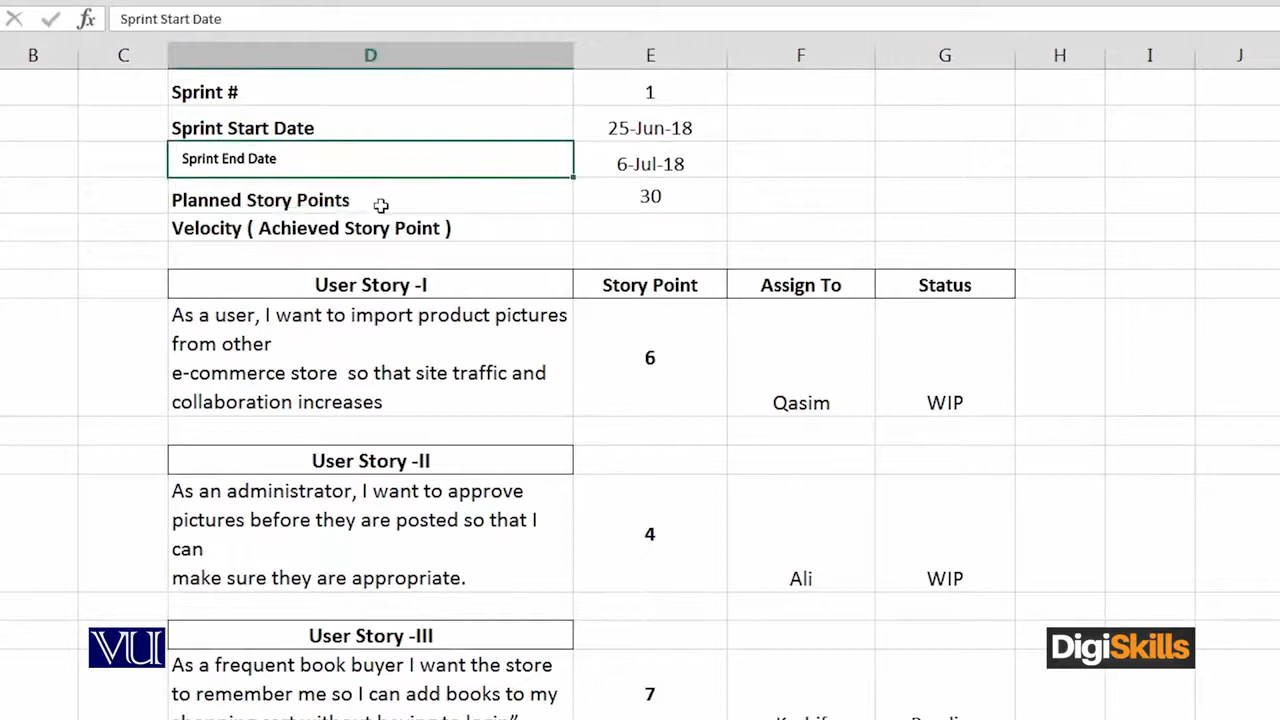 Sprint Start Date
B C D E F G H I J
Sprint # 1
Sprint Start Date 25-Jun-18
Sprint End Date 6-Jul-18
Planned Story Points 30
Velocity ( Achieved Story Point )
User Story -I Story Point Assign To Status
As a user, I want to import product pictures
from other
e-commerce store so that site traffic and
collaboration increases
6
Qasim WIP
User Story -II
As an administrator, I want to approve
pictures before they are posted so that I
can
make sure they are appropriate.
4
Ali WIP
User Story -III
As a frequent book buyer I want the store
to remember me so I can add books to my
7
VU
DigiSkills